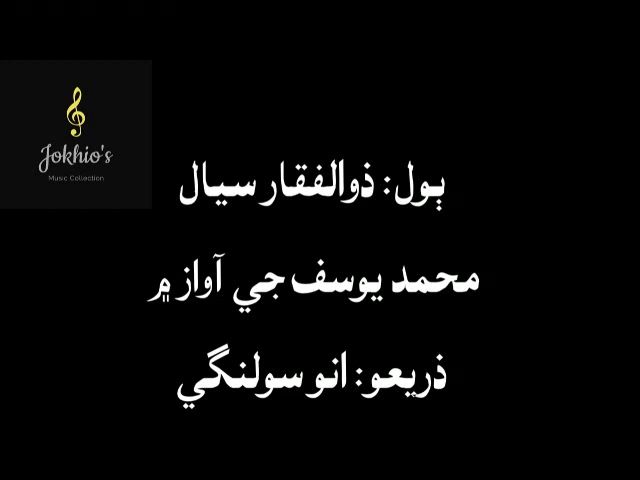 Jokhio's
Music Collection
ٻول: ذوالفقار سيال
محمد يوسف جي آواز ۾
ذريعو: انو سولنگي